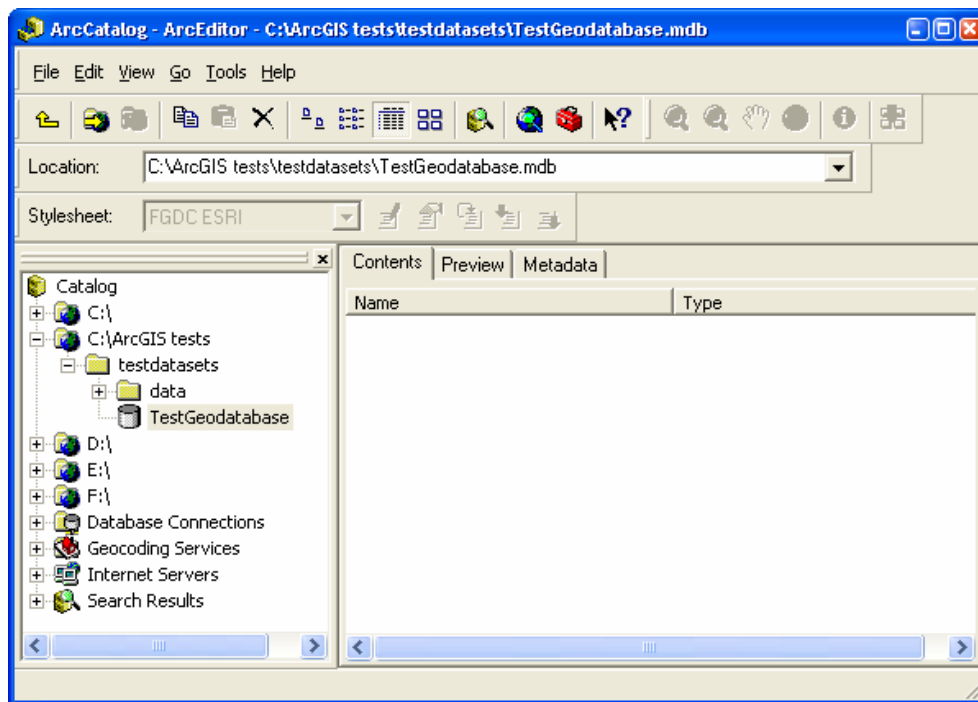 ArcCatalog - ArcEditor - C:\ArcGIS tests\testdatasets\TestGeodatabase.mdb
File Edit View Go Tools Help
Location: C:\ArcGIS tests\testdatasets\TestGeodatabase.mdb
Stylesheet: FGDC ESRI
Contents Preview Metadata
Name Type
Catalog
C:\
C:\ArcGIS tests
testdatasets
data
TestGeodatabase
D:\
E:\
F:\
Database Connections
Geocoding Services
Internet Servers
Search Results